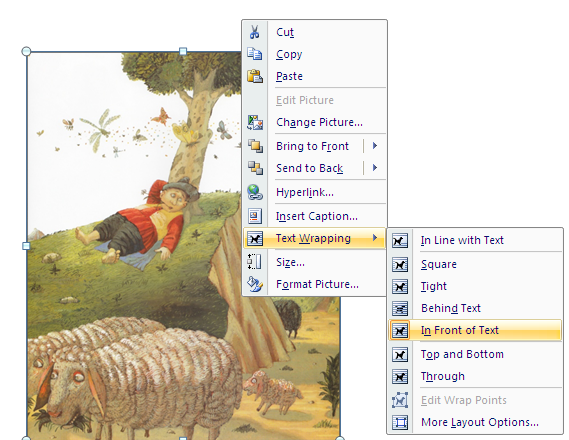 Cut
Copy
Paste
Edit Picture
Change Picture...
Bring to Front
Send to Back
Hyperlink...
Insert Caption...
Text Wrapping
Size...
Format Picture...
In Line with Text
Square
Tight
Behind Text
In Front of Text
Top and Bottom
Through
Edit Wrap Points
More Layout Options...